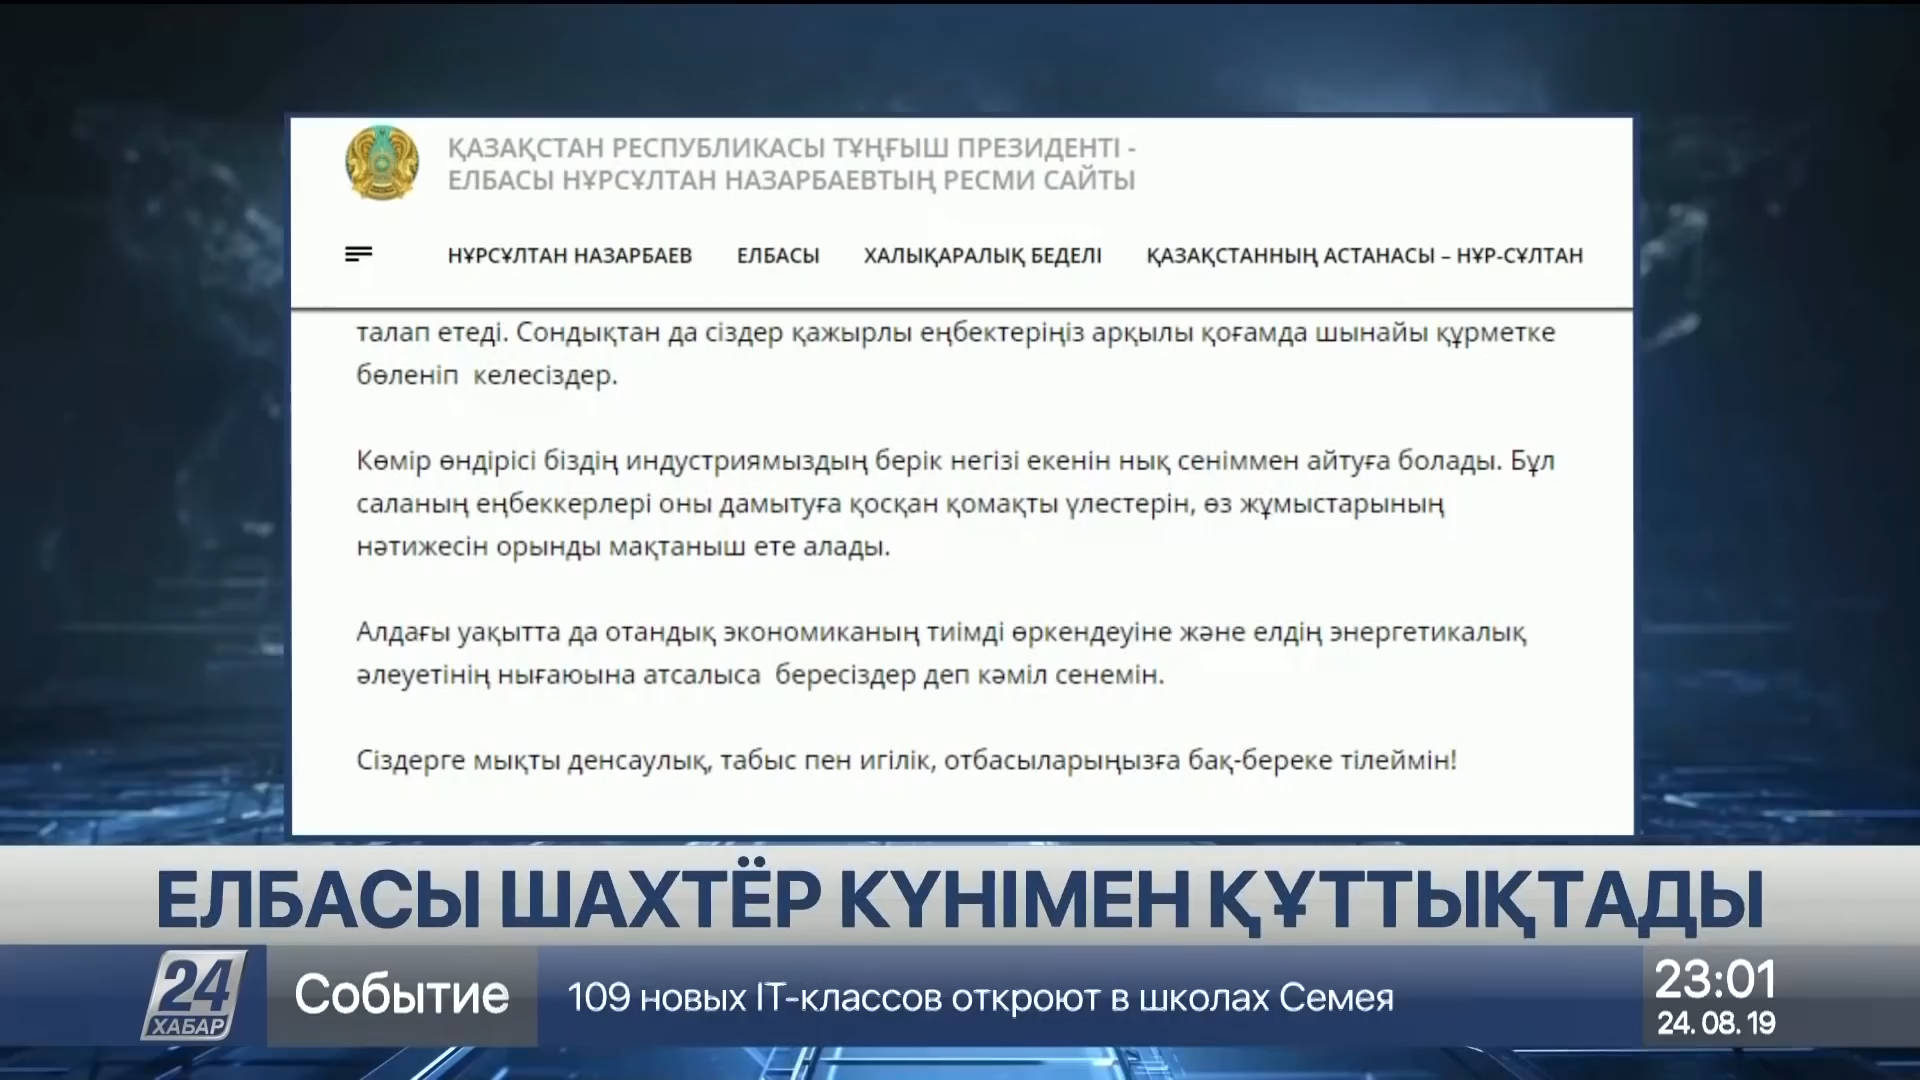 ҚАЗАҚСТАН РЕСПУБЛИКАСЫ ТҰҢҒЫШ ПРЕЗИДЕНТІ -
ЕЛБАСЫ НҰРСҰЛТАН НАЗАРБАЕВТЫҢ РЕСМИ САЙТЫ
НҰРСҰЛТАН НАЗАРБАЕВ ЕЛБАСЫ ХАЛЫҚАРАЛЫҚ БЕДЕЛІ ҚАЗАҚСТАННЫҢ АСТАНАСЫ – НҰР-СҰЛТАН
талап етеді. Сондықтан да сіздер қажырлы еңбектеріңіз арқылы қоғамда шынайы құрметке
бөленіп келесіздер.
Көмір өндірісі біздің индустриямыздың берік негізі екенін нық сеніммен айтуға болады. Бұл
саланың еңбеккерлері оны дамытуға қосқан қомақты үлестерін, өз жұмыстарының
нәтижесін орынды мақтаныш ете алады.
Алдағы уақытта да отандық экономиканың тиімді өркендеуіне және елдің энергетикалық
әлеуетінің нығаюына атсалыса бересіздер деп кәміл сенемін.
Сіздерге мықты денсаулық, табыс пен игілік, отбасыларыңызға бақ-береке тілеймін!
ЕЛБАСЫ ШАХТЁР КҮНІМЕН ҚҰТТЫҚТАДЫ
24
ХАБАР
Событие
109 новых IT-классов откроют в школах Семея
23:01
24. 08. 19